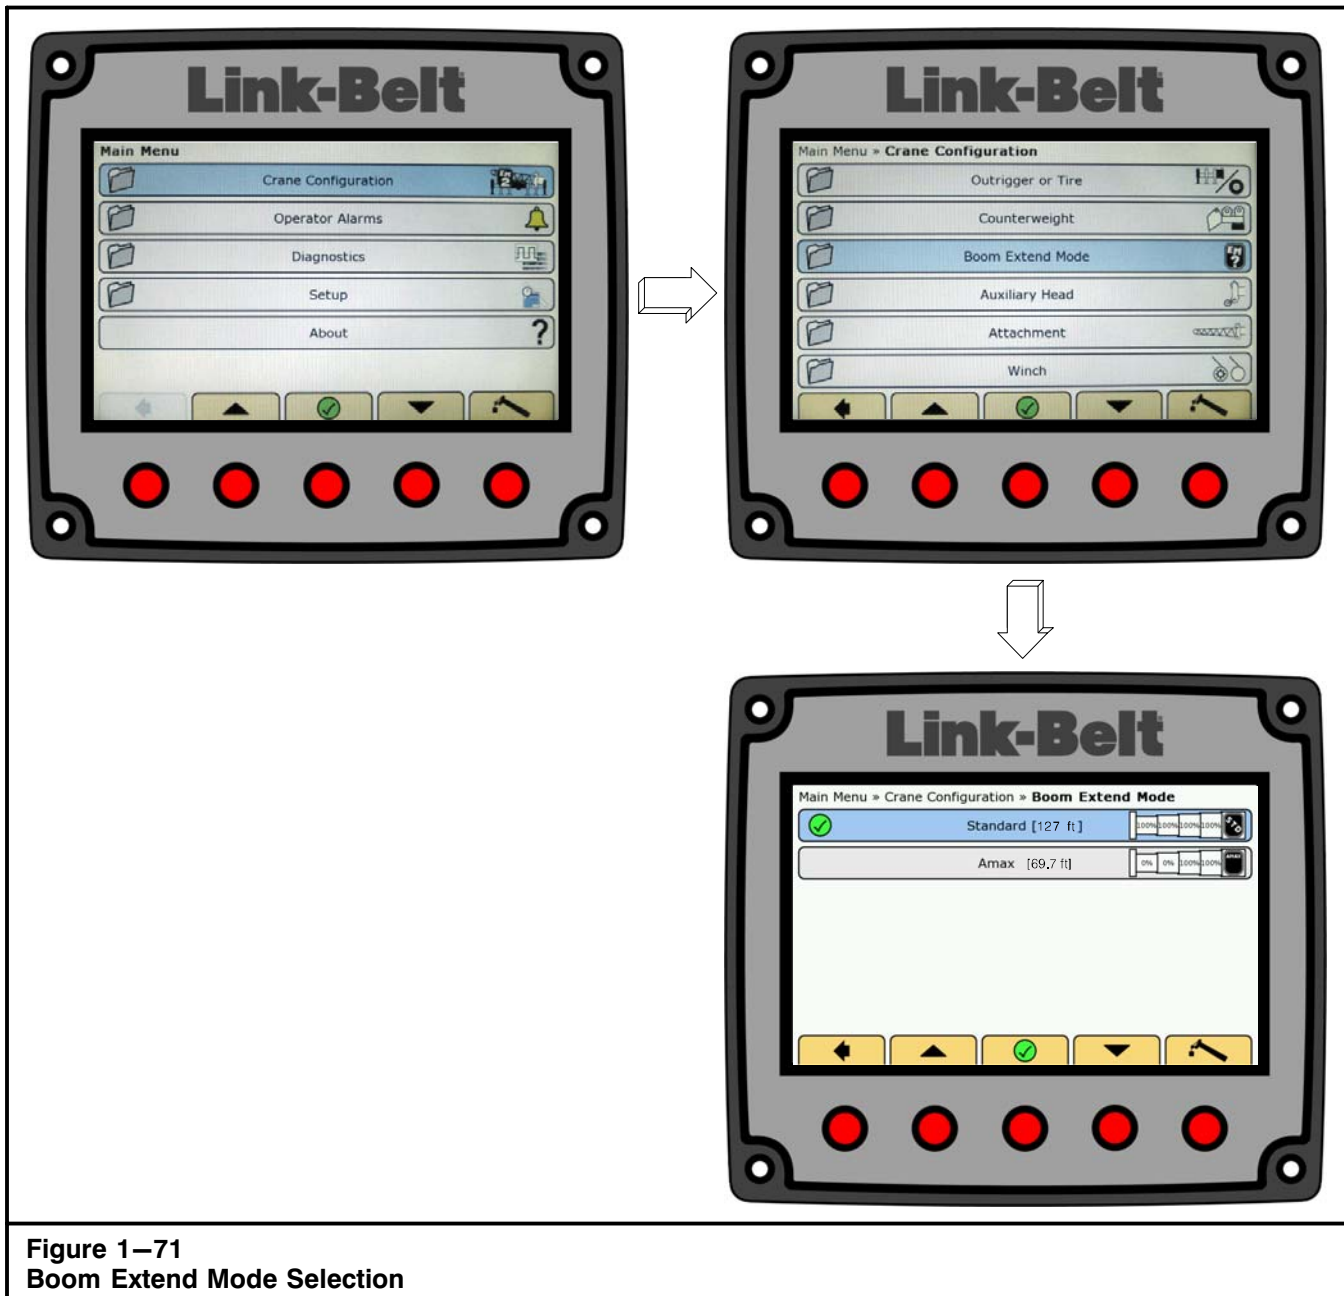 Link-Belt
Main Menu
Crane Configuration
Operator Alarms
Diagnostics
Setup
About
?
Link-Belt
Main Menu » Crane Configuration
Outrigger or Tire
Counterweight
Boom Extend Mode
EM
?
Auxiliary Head
Attachment
Winch
Link-Belt
Main Menu » Crane Configuration » Boom Extend Mode
Standard [127 ft] 100% 100% 100% 100% STD
Amax [69.7 ft] 0% 0% 100% 100% AMAX
Figure 1—71
Boom Extend Mode Selection